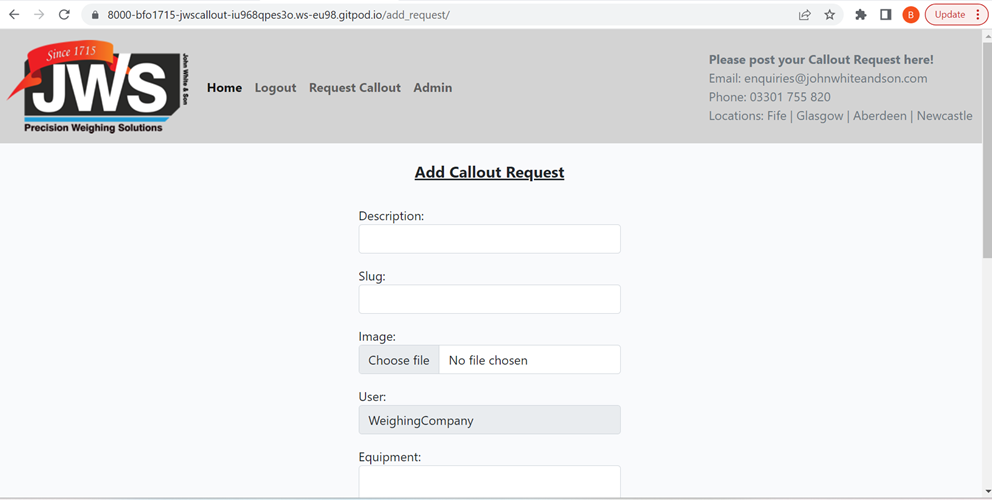 8000-bfo1715-jwscallout-iu968qpes3o.ws-eu98.gitpod.io/add_request/
B
Update
Since 1715
JWS
John White & Son
Precision Weighing Solutions
Home Logout Request Callout Admin
Please post your Callout Request here!
Email: enquiries@johnwhiteandson.com
Phone: 03301 755 820
Locations: Fife | Glasgow | Aberdeen | Newcastle
Add Callout Request
Description:
Slug:
Image:
Choose file No file chosen
User:
WeighingCompany
Equipment: